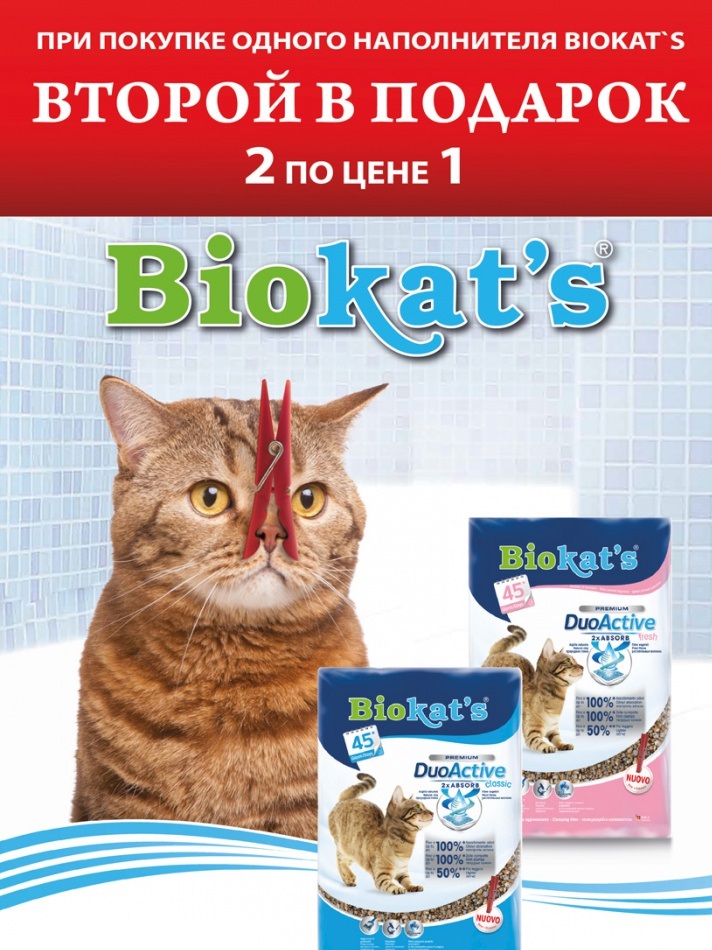 ПРИ ПОКУПКЕ ОДНОГО НАПОЛНИТЕЛЯ BIOKAT`S
ВТОРОЙ В ПОДАРОК
2 ПО ЦЕНЕ 1
Biokat's®
Biokat's
45
PREMIUM
DuoActive
fresh
2xABSORB
100%
100%
50%
NUOVO
Biokat's
45
PREMIUM
DuoActive
classic
2xABSORB
100%
100%
50%
NUOVO